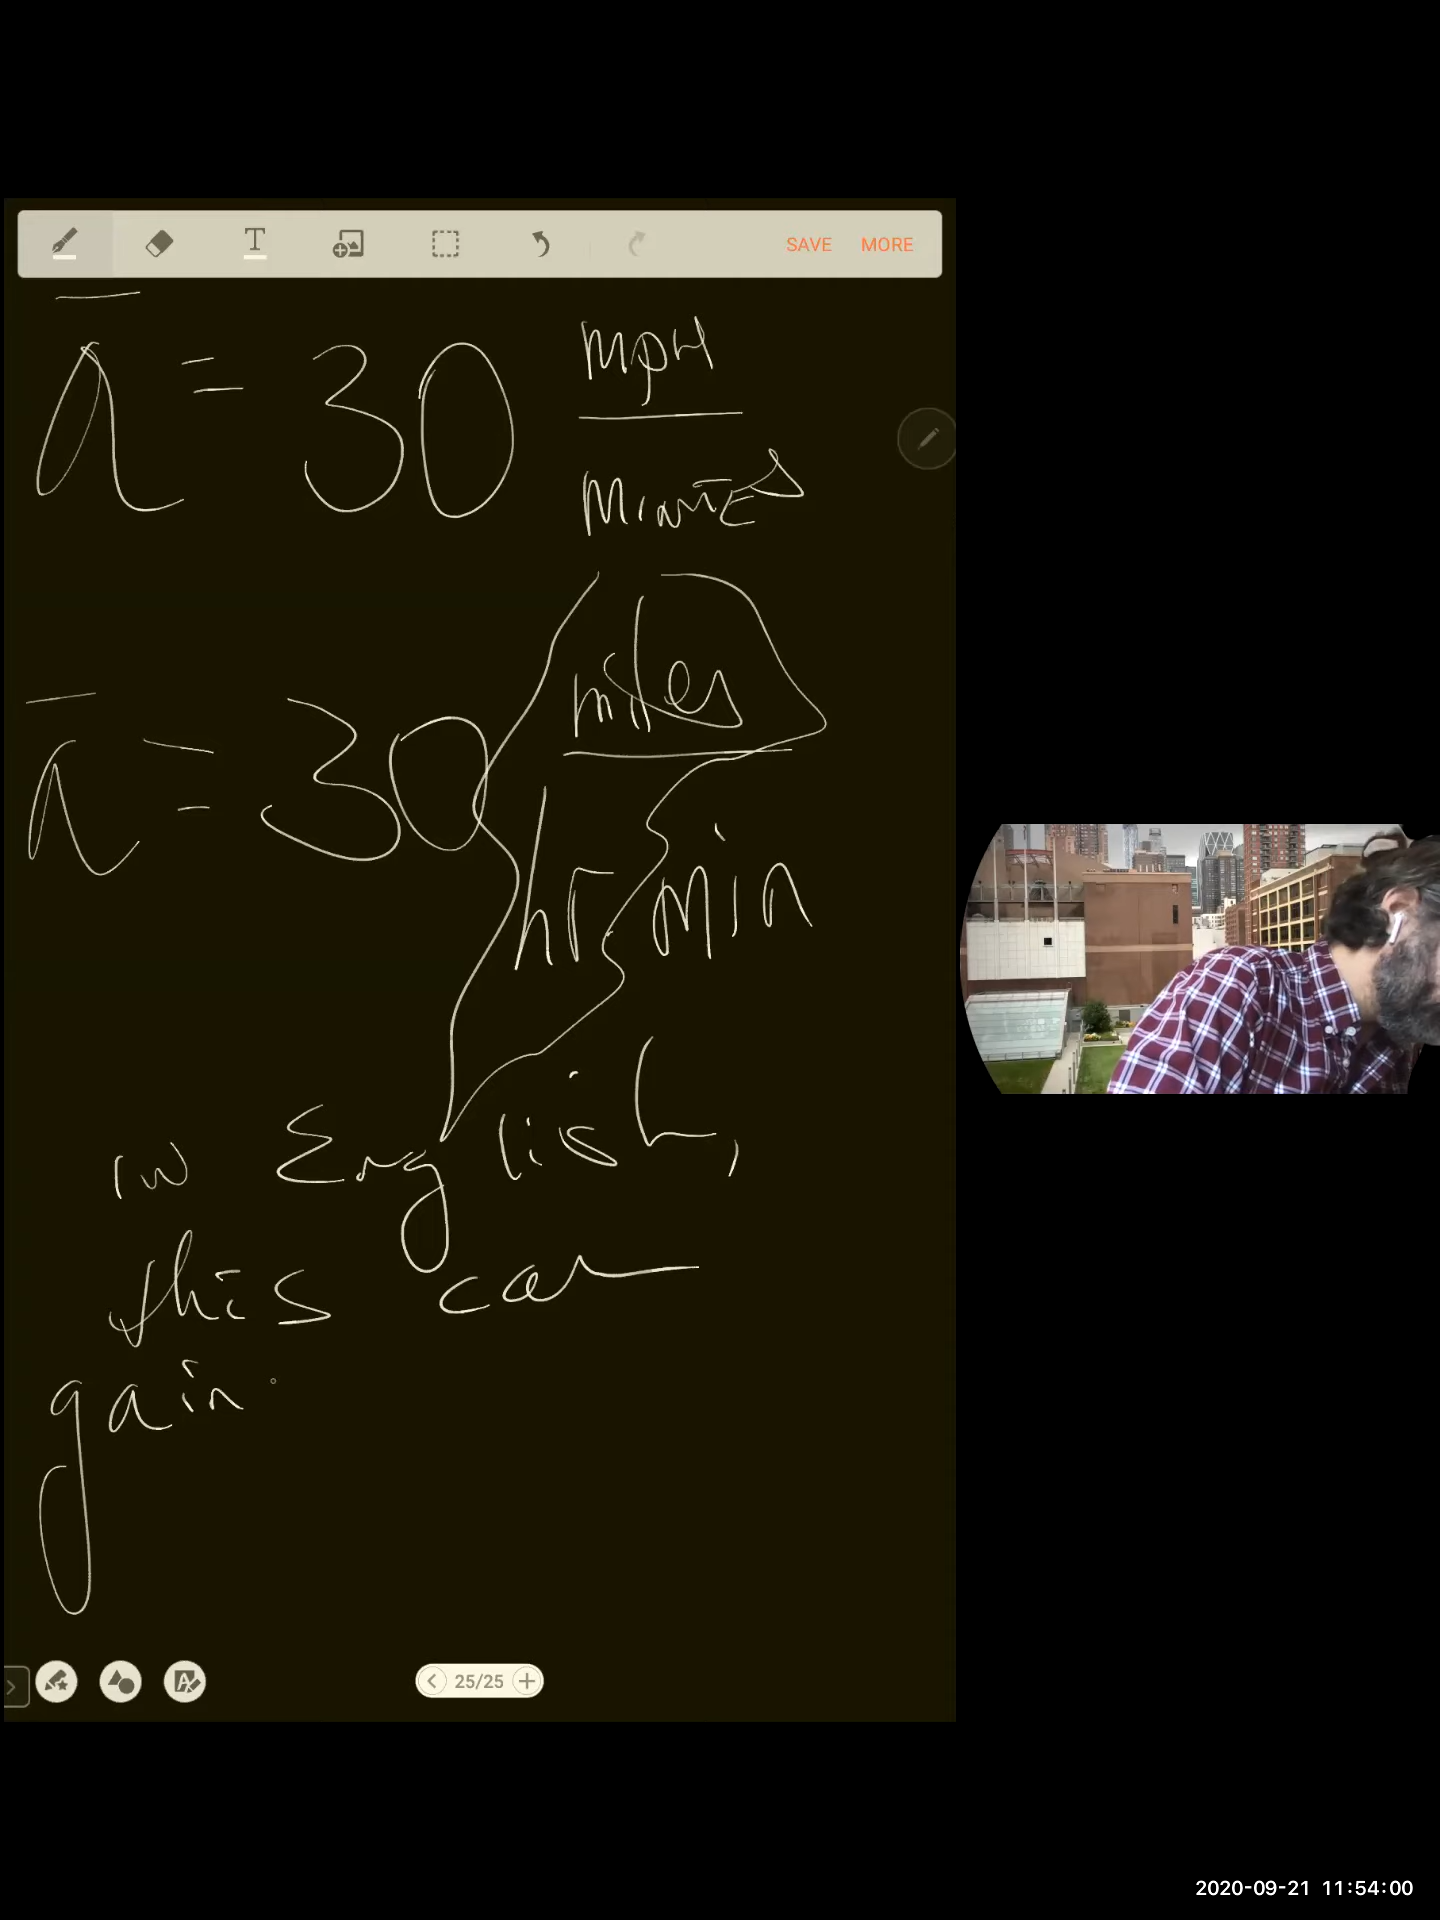 T
SAVE MORE
a = 30 mpH
MinuTES
a = 30 miles
hr min
in English,
this car
gain
A
25/25
2020-09-21 11:54:00